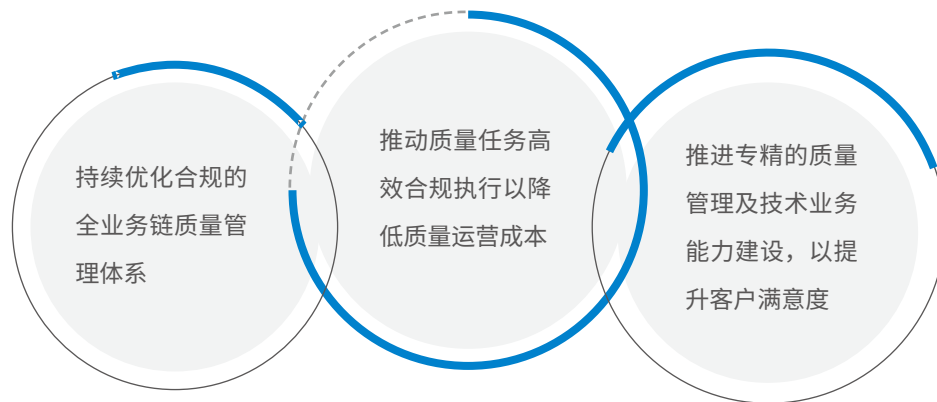 持续优化合规的
全业务链质量管
理体系
推动质量任务高
效合规执行以降
低质量运营成本
推进专精的质量
管理及技术业务
能力建设，以提
升客户满意度